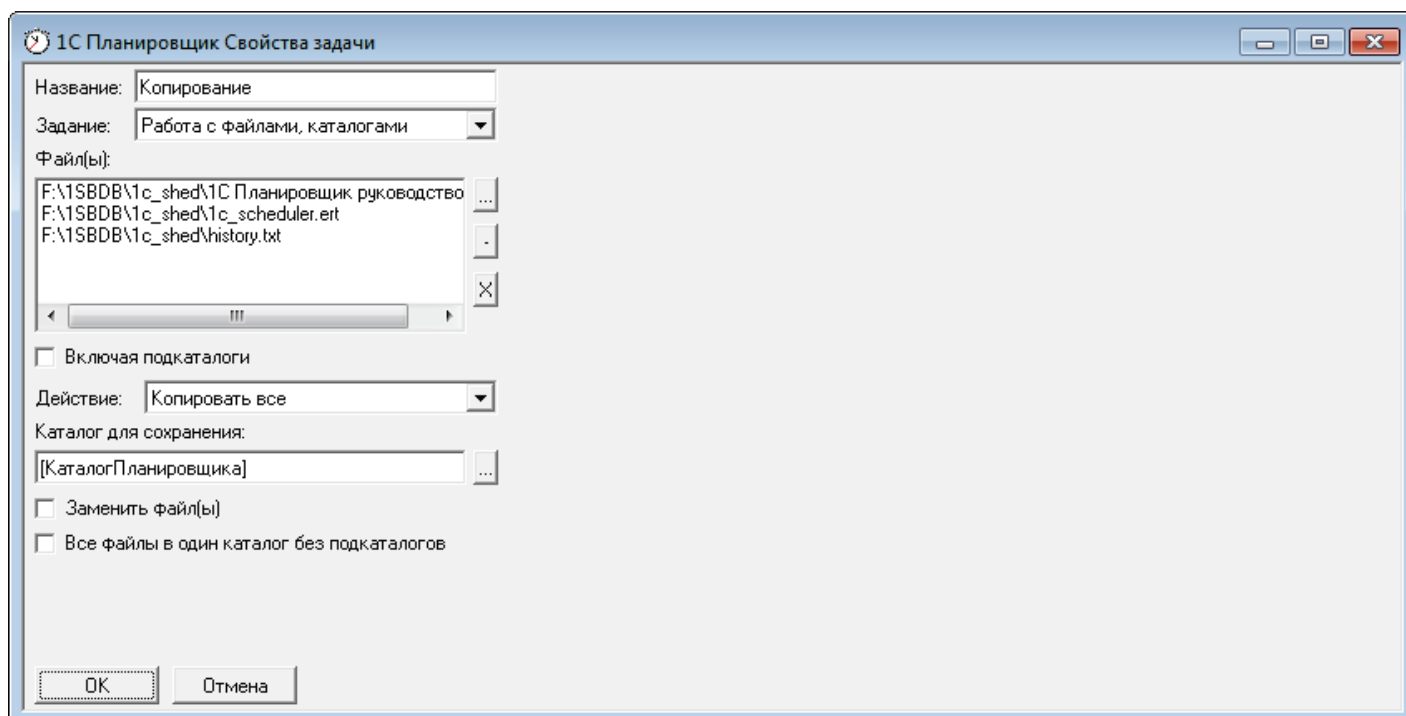 1С Планировщик Свойства задачи
Название: Копирование
Задание: Работа с файлами, каталогами
Файл(ы):
F:\1SBDB\1c_shed\1С Планировщик руководство
F:\1SBDB\1c_shed\1c_scheduler.ert
F:\1SBDB\1c_shed\history.txt
...
-
X
Включая подкаталоги
Действие: Копировать все
Каталог для сохранения:
[КаталогПланировщика] ...
Заменить файл(ы)
Все файлы в один каталог без подкаталогов
OK Отмена